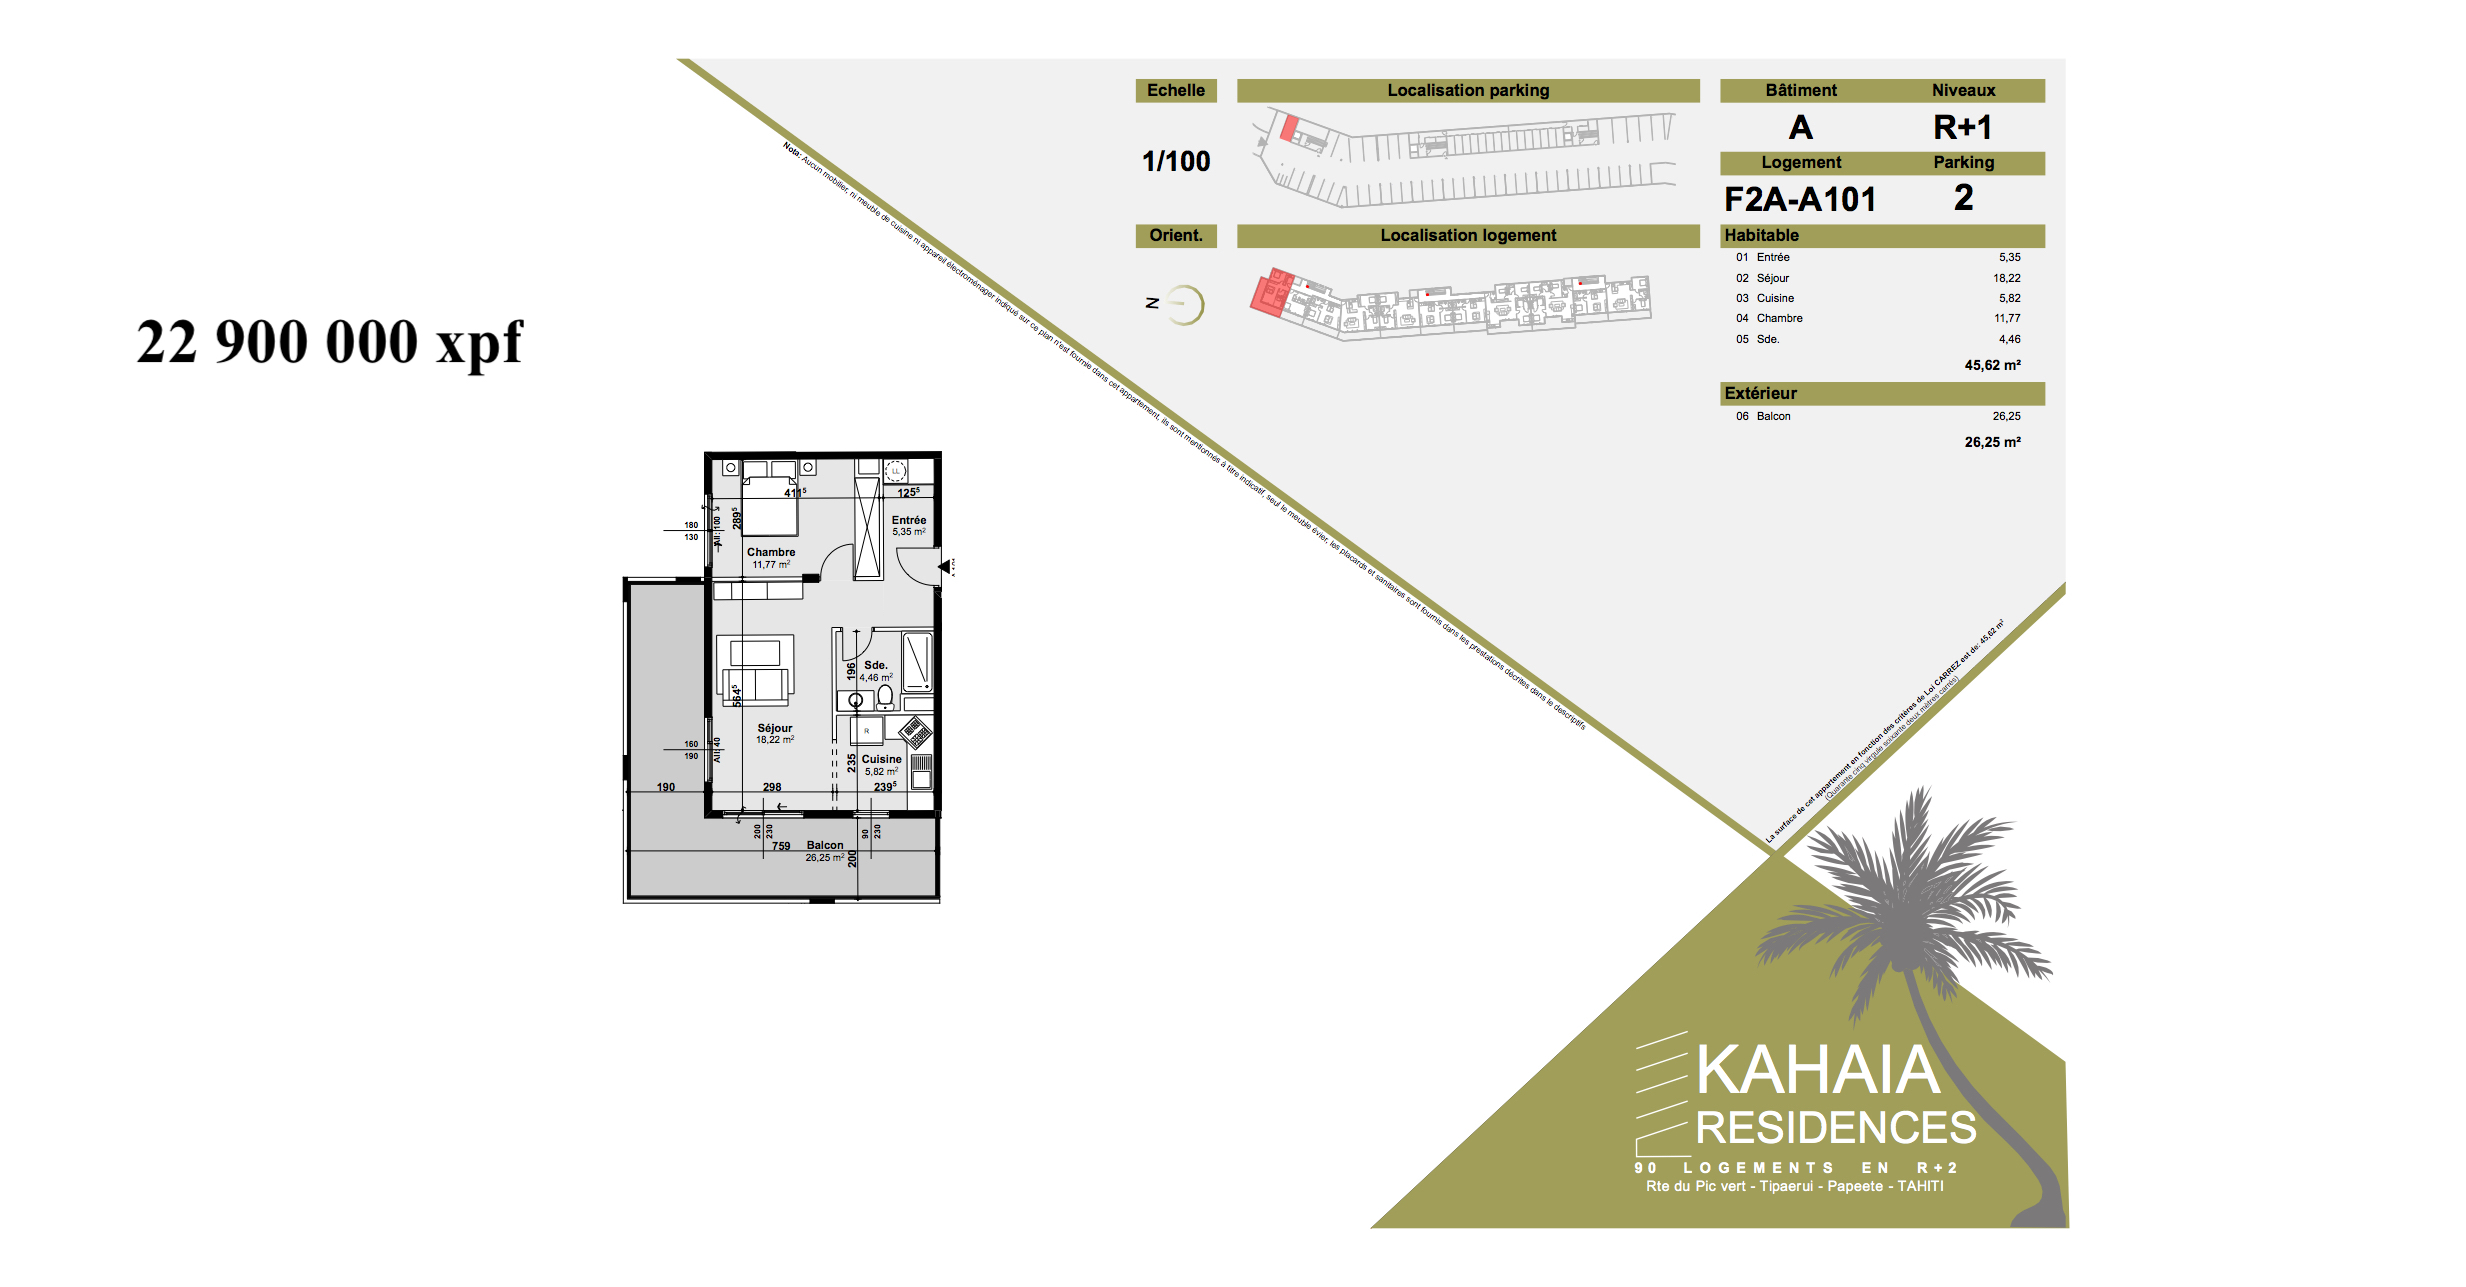 22 900 000 xpf
Echelle
1/100
Orient.
N
Localisation parking
Localisation logement
Bâtiment Niveaux
A R+1
Logement Parking
F2A-A101 2
Habitable
01 Entrée 5,35
02 Séjour 18,22
03 Cuisine 5,82
04 Chambre 11,77
05 Sde. 4,46
45,62 m²
Extérieur
06 Balcon 26,25
26,25 m²
Nota: Aucun mobilier, ni meuble de cuisine ni appareil électroménager indiqué sur ce plan n'est fournie dans cet appartement, ils sont mentionnés à titre indicatif, seul le meuble évier, les placards et sanitaires sont fournis dans les prestations décrites dans le descriptifs
La surface de cet appartement en fonction des critères de Loi CARREZ est de: 45,62 m²
(Quarante cinq virgule soixante deux mètres carrés)
LL
411⁵
125⁵
289⁵
Entrée
5,35 m²
180
130
All: 100
Chambre
11,77 m²
Sde.
4,46 m²
196
564⁵
Séjour
18,22 m²
R
160
190
All: 40
Cuisine
5,82 m²
235
190
298
239⁵
200
230
90
230
759
Balcon
26,25 m²
200
KAHAIA
RESIDENCES
90 LOGEMENTS EN R+2
Rte du Pic vert - Tipaerui - Papeete - TAHITI